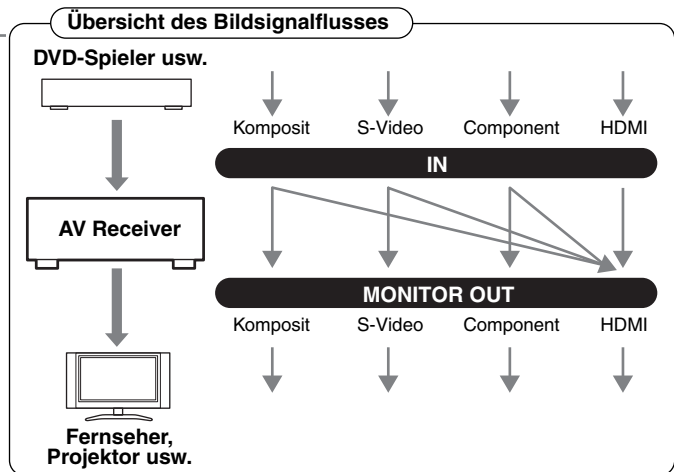 Übersicht des Bildsignalflusses
DVD-Spieler usw.
Komposit S-Video Component HDMI
IN
AV Receiver
MONITOR OUT
Komposit S-Video Component HDMI
Fernseher,
Projektor usw.